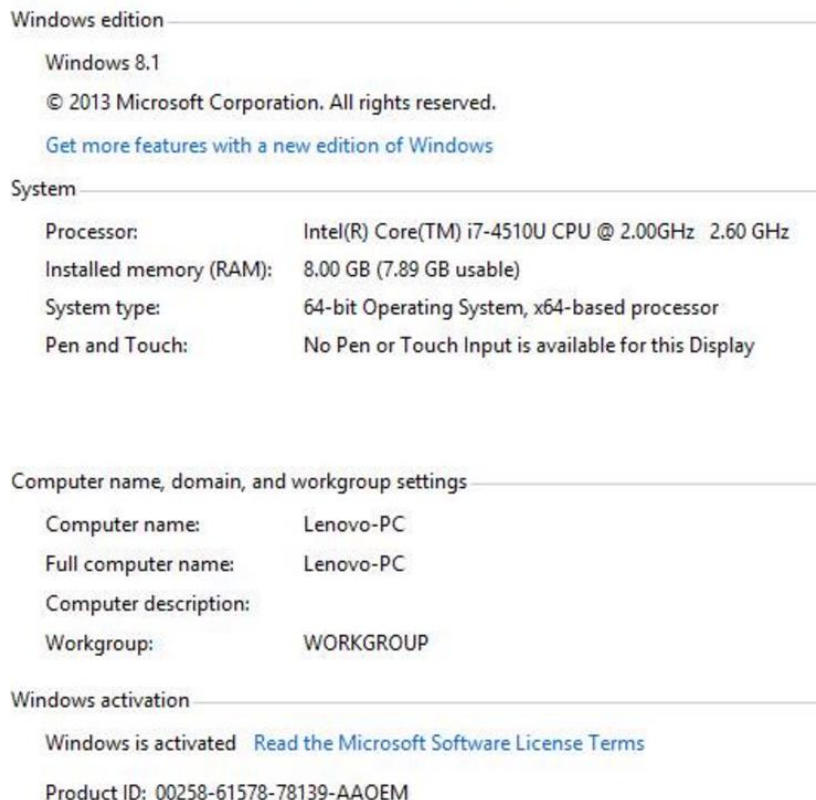 Windows edition
Windows 8.1
© 2013 Microsoft Corporation. All rights reserved.
Get more features with a new edition of Windows
System
Processor: Intel(R) Core(TM) i7-4510U CPU @ 2.00GHz 2.60 GHz
Installed memory (RAM): 8.00 GB (7.89 GB usable)
System type: 64-bit Operating System, x64-based processor
Pen and Touch: No Pen or Touch Input is available for this Display
Computer name, domain, and workgroup settings
Computer name: Lenovo-PC
Full computer name: Lenovo-PC
Computer description:
Workgroup: WORKGROUP
Windows activation
Windows is activated Read the Microsoft Software License Terms
Product ID: 00258-61578-78139-AAOEM